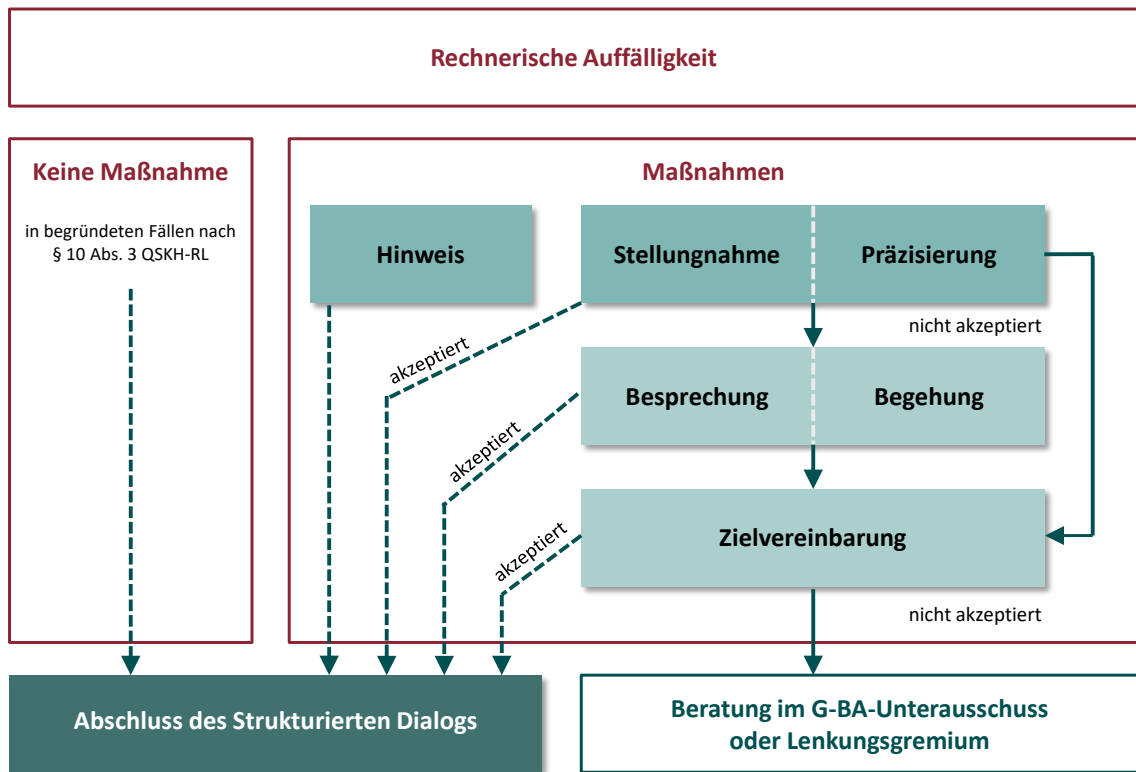 Rechnerische Auffälligkeit
Keine Maßnahme
in begründeten Fällen nach
§ 10 Abs. 3 QSKH-RL
Maßnahmen
Hinweis
Stellungnahme
Präzisierung
nicht akzeptiert
akzeptiert
Besprechung
Begehung
akzeptiert
Zielvereinbarung
akzeptiert
nicht akzeptiert
Abschluss des Strukturierten Dialogs
Beratung im G-BA-Unterausschuss
oder Lenkungsgremium